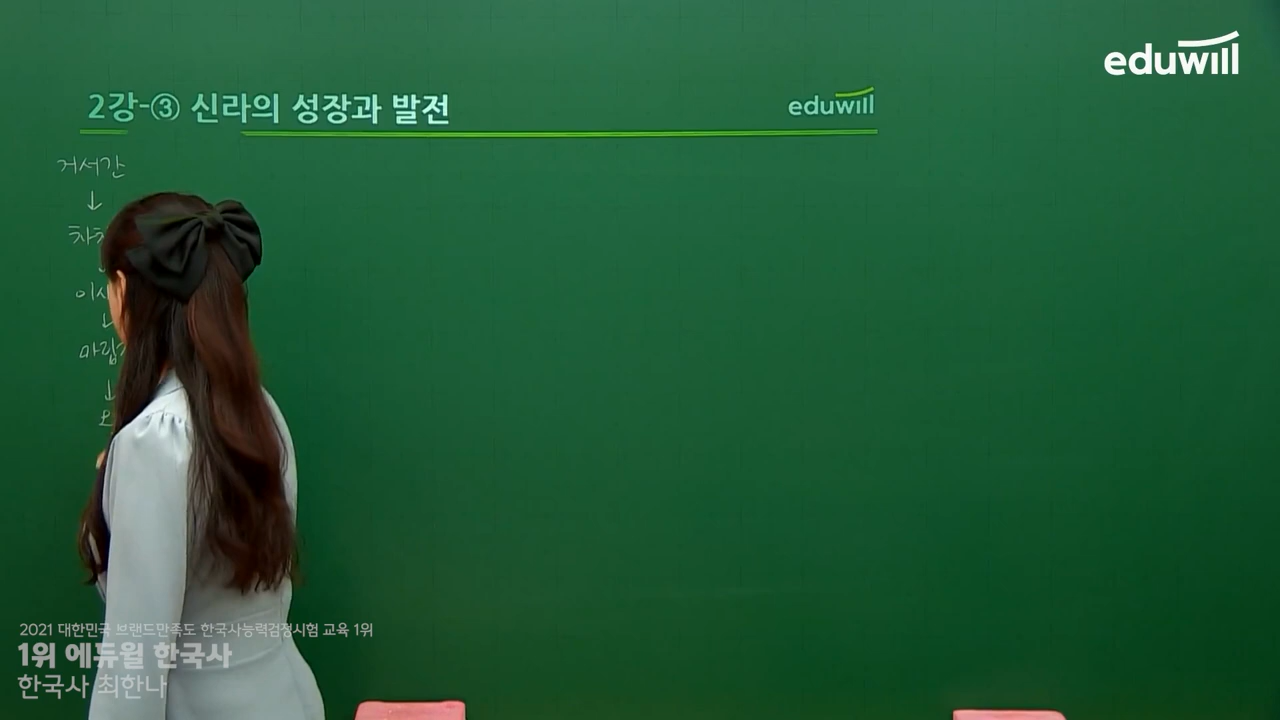 eduwill
2강-③ 신라의 성장과 발전
eduwill
거서간
↓
↓
↓
↓
2021 대한민국 브랜드만족도 한국사능력검정시험 교육 1위
1위 에듀윌 한국사
한국사 최한나